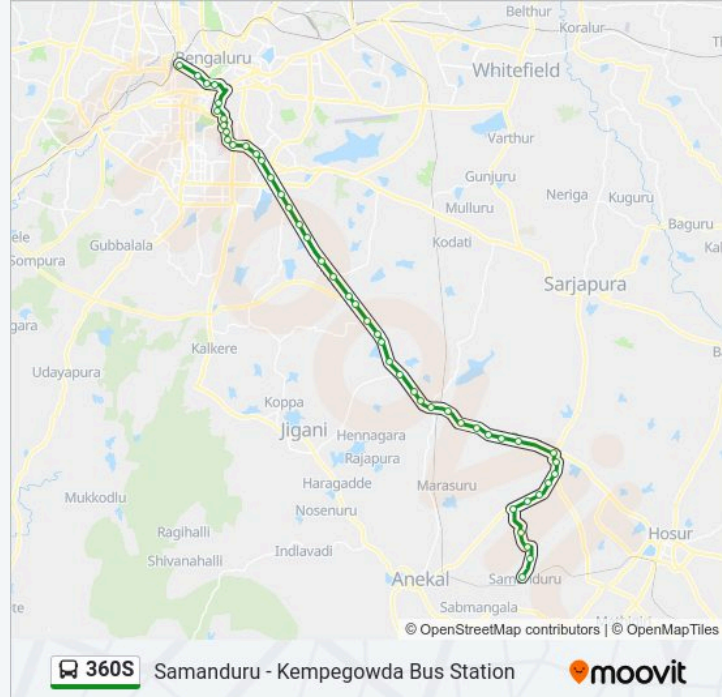 Belthur
Koralur
Bengaluru
Whitefield
Varthur
Gunjuru
Neriga
Kuguru
Mulluru
Baguru
Gubbalala
Kodati
Sompura
Sarjapura
Kalkere
Udayapura
Koppa
Jigani
Hennagara
Rajapura
Haragadde
Marasuru
Mukkodlu
Nosenuru
Ragihalli
Indlavadi
Hosur
Shivanahalli
Anekal
Samanduru
Sabmangala
© OpenStreetMap contributors | © OpenMapTiles
360S Samanduru - Kempegowda Bus Station moovit